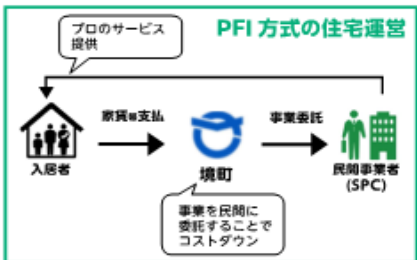 プロのサービス
提供
PFI 方式の住宅運営
家賃の支払
事業委託
入居者
境町
民間事業者
(SPC)
事業を民間に
委託することで
コストダウン